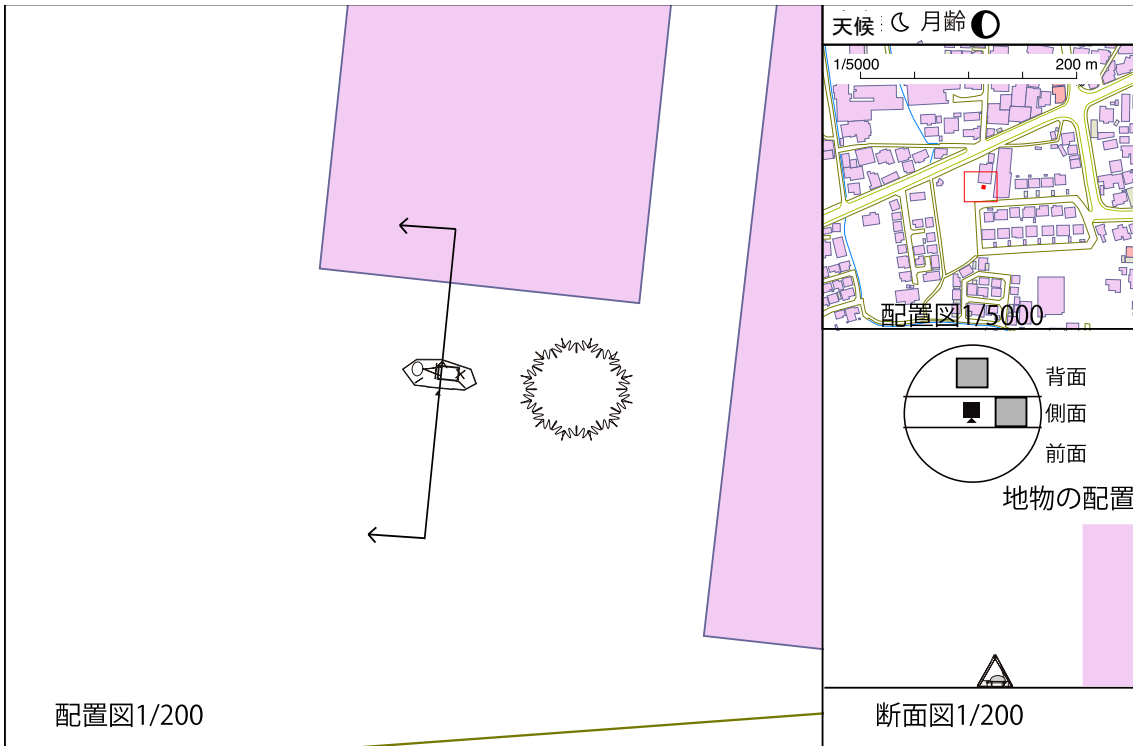 天候 月齢
1/5000 200 m
配置図1/5000
背面
側面
前面
地物の配置
配置図1/200
断面図1/200